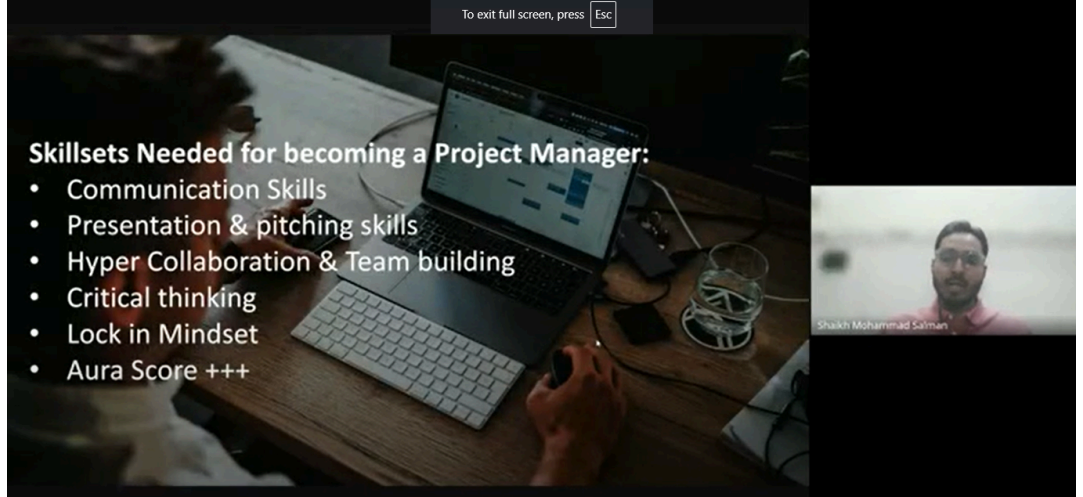 To exit full screen, press Esc
Skillsets Needed for becoming a Project Manager:
• Communication Skills
• Presentation & pitching skills
• Hyper Collaboration & Team building
• Critical thinking
• Lock in Mindset
• Aura Score +++
Shaikh Mohammad Salman